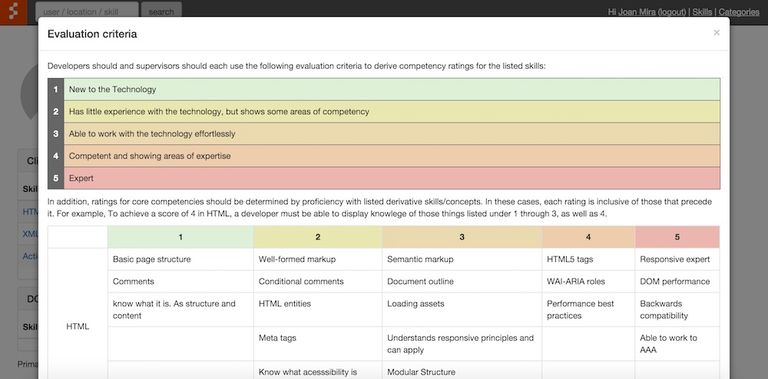 user / location / skill
search
Hi Joan Mira (logout) | Skills | Categories
Evaluation criteria
×
Developers should and supervisors should each use the following evaluation criteria to derive competency ratings for the listed skills:
1 New to the Technology
2 Has little experience with the technology, but shows some areas of competency
3 Able to work with the technology effortlessly
4 Competent and showing areas of expertise
5 Expert
In addition, ratings for core competencies should be determined by proficiency with listed derivative skills/concepts. In these cases, each rating is inclusive of those that precede
it. For example, To achieve a score of 4 in HTML, a developer must be able to display knowlege of those things listed under 1 through 3, as well as 4.
1 2 3 4 5
Basic page structure Well-formed markup Semantic markup HTML5 tags Responsive expert
Comments Conditional comments Document outline WAI-ARIA roles DOM performance
know what it is. As structure and HTML entities Loading assets Performance best Backwards
content practices compatibility
HTML
Meta tags Understands responsive principles and Able to work to
can apply AAA
Know what acesssibility is Modular Structure
Cli
Skil
HTM
XML
Acti
DO
Skil
Prima